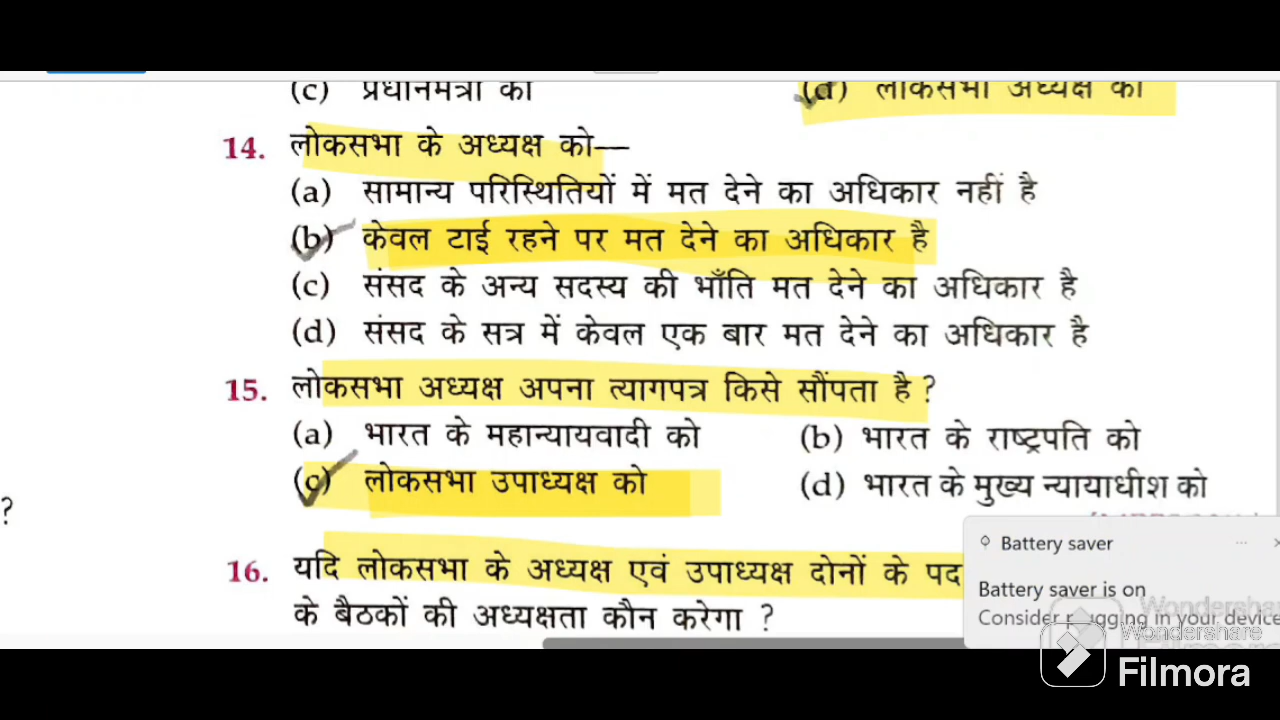 (c) प्रधानमंत्री को (d) लोकसभा अध्यक्ष को
14. लोकसभा के अध्यक्ष को—
(a) सामान्य परिस्थितियों में मत देने का अधिकार नहीं है
(b) केवल टाई रहने पर मत देने का अधिकार है
(c) संसद के अन्य सदस्य की भाँति मत देने का अधिकार है
(d) संसद के सत्र में केवल एक बार मत देने का अधिकार है
15. लोकसभा अध्यक्ष अपना त्यागपत्र किसे सौंपता है ?
(a) भारत के महान्यायवादी को (b) भारत के राष्ट्रपति को
(c) लोकसभा उपाध्यक्ष को (d) भारत के मुख्य न्यायाधीश को
?
16. यदि लोकसभा के अध्यक्ष एवं उपाध्यक्ष दोनों के पद
के बैठकों की अध्यक्षता कौन करेगा ?
Battery saver
Battery saver is on
Consider plugging in your device
Wondershare
Filmora